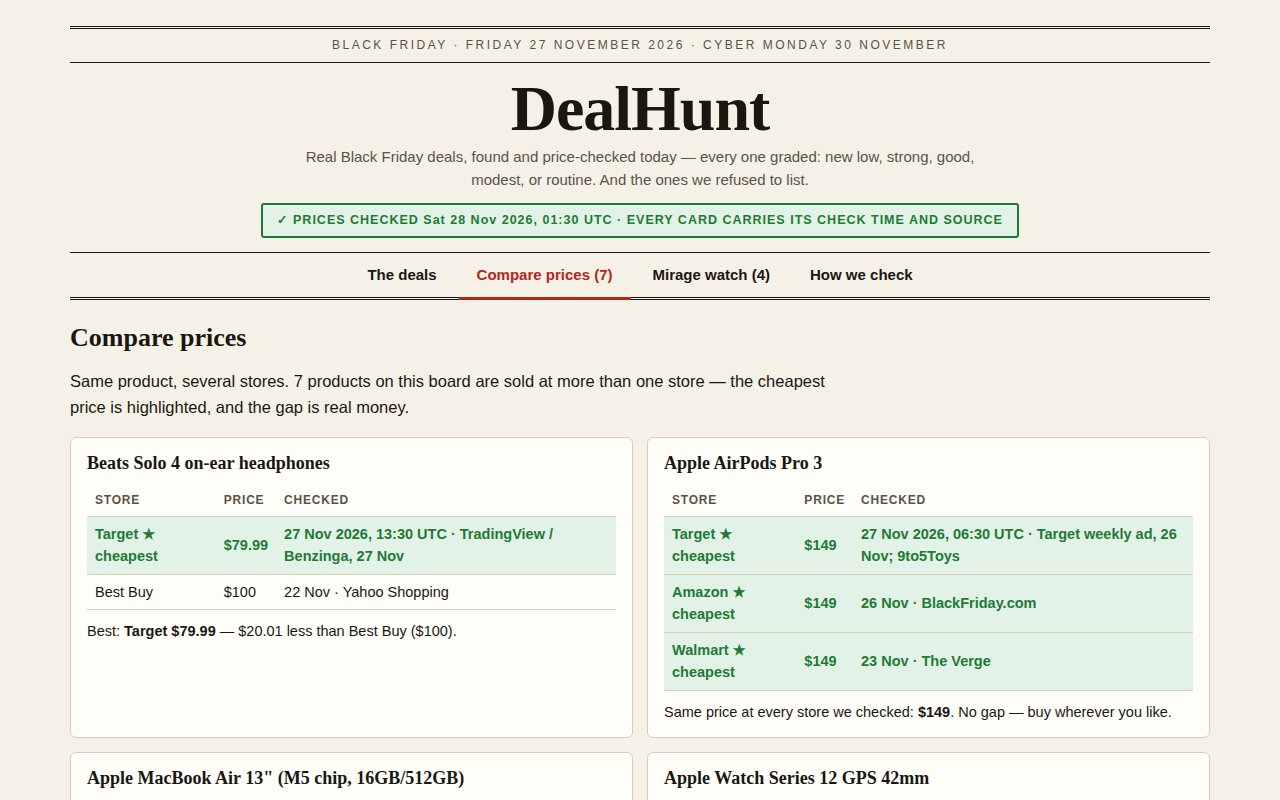 BLACK FRIDAY · FRIDAY 27 NOVEMBER 2026 · CYBER MONDAY 30 NOVEMBER
DealHunt
Real Black Friday deals, found and price-checked today — every one graded: new low, strong, good,
modest, or routine. And the ones we refused to list.
✓ PRICES CHECKED Sat 28 Nov 2026, 01:30 UTC · EVERY CARD CARRIES ITS CHECK TIME AND SOURCE
The deals
Compare prices (7)
Mirage watch (4)
How we check
Compare prices
Same product, several stores. 7 products on this board are sold at more than one store — the cheapest
price is highlighted, and the gap is real money.
Beats Solo 4 on-ear headphones
STORE PRICE CHECKED
Target ★ cheapest $79.99 27 Nov 2026, 13:30 UTC · TradingView / Benzinga, 27 Nov
Best Buy $100 22 Nov · Yahoo Shopping
Best: Target $79.99 — $20.01 less than Best Buy ($100).
Apple AirPods Pro 3
STORE PRICE CHECKED
Target ★ cheapest $149 27 Nov 2026, 06:30 UTC · Target weekly ad, 26 Nov; 9to5Toys
Amazon ★ cheapest $149 26 Nov · BlackFriday.com
Walmart ★ cheapest $149 23 Nov · The Verge
Same price at every store we checked: $149. No gap — buy wherever you like.
Apple MacBook Air 13" (M5 chip, 16GB/512GB)
Apple Watch Series 12 GPS 42mm